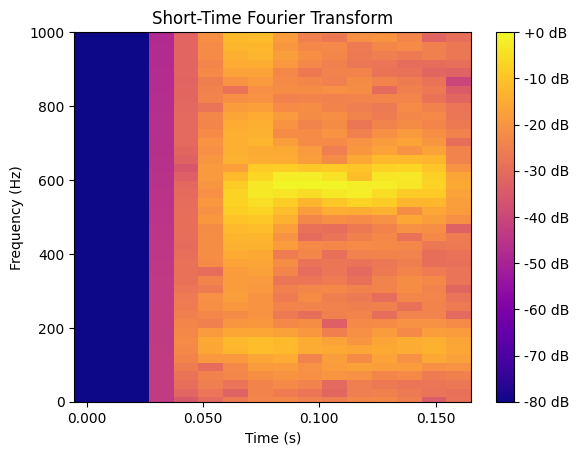 Short-Time Fourier Transform
1000
800
600
400
200
0
Frequency (Hz)
0.000
0.050
0.100
0.150
Time (s)
+0 dB
-10 dB
-20 dB
-30 dB
-40 dB
-50 dB
-60 dB
-70 dB
-80 dB